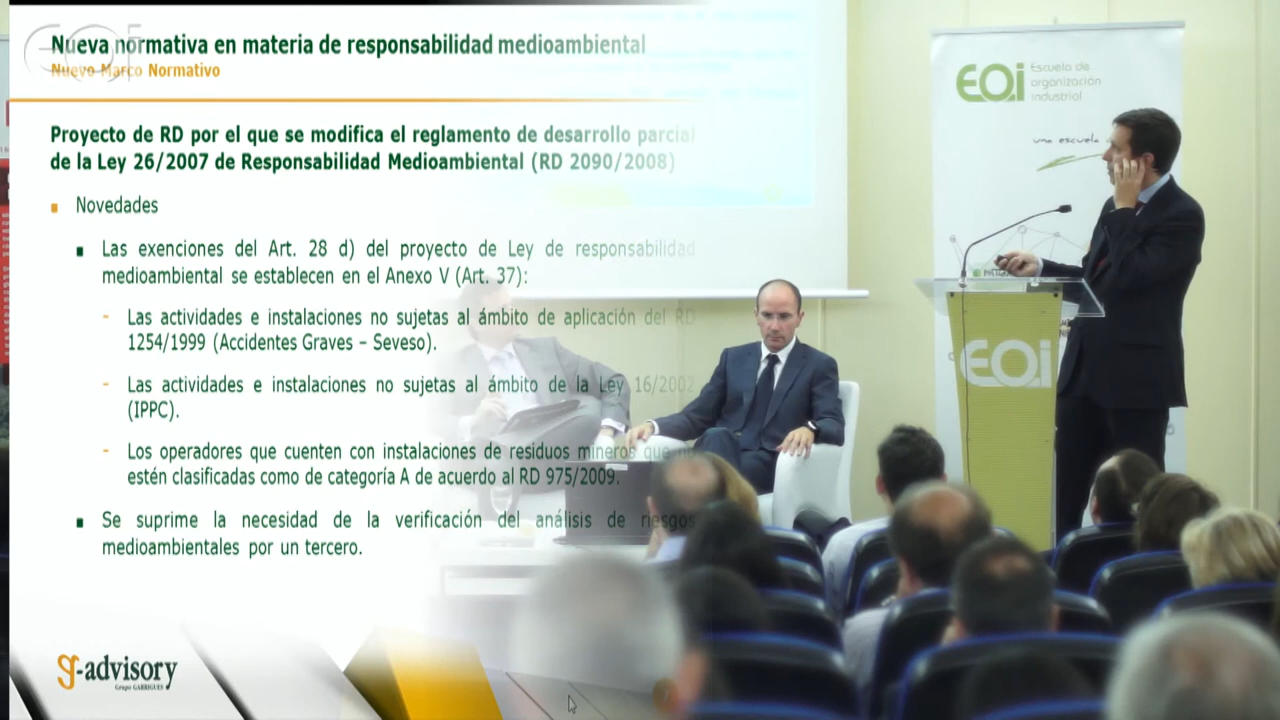 EOi
Nueva normativa en materia de responsabilidad medioambiental
Nuevo Marco Normativo
Proyecto de RD por el que se modifica el reglamento de desarrollo parcial
de la Ley 26/2007 de Responsabilidad Medioambiental (RD 2090/2008)
Novedades
Las exenciones del Art. 28 d) del proyecto de Ley de responsabilidad
medioambiental se establecen en el Anexo V (Art. 37):
- Las actividades e instalaciones no sujetas al ámbito de aplicación del RD
1254/1999 (Accidentes Graves – Seveso).
- Las actividades e instalaciones no sujetas al ámbito de la Ley 16/2002
(IPPC).
- Los operadores que cuenten con instalaciones de residuos mineros que no
estén clasificadas como de categoría A de acuerdo al RD 975/2009.
Se suprime la necesidad de la verificación del análisis de riesgos
medioambientales por un tercero.
g-advisory
Grupo GARRIGUES
EOi
Escuela de
organización
industrial
una escuela
EOi